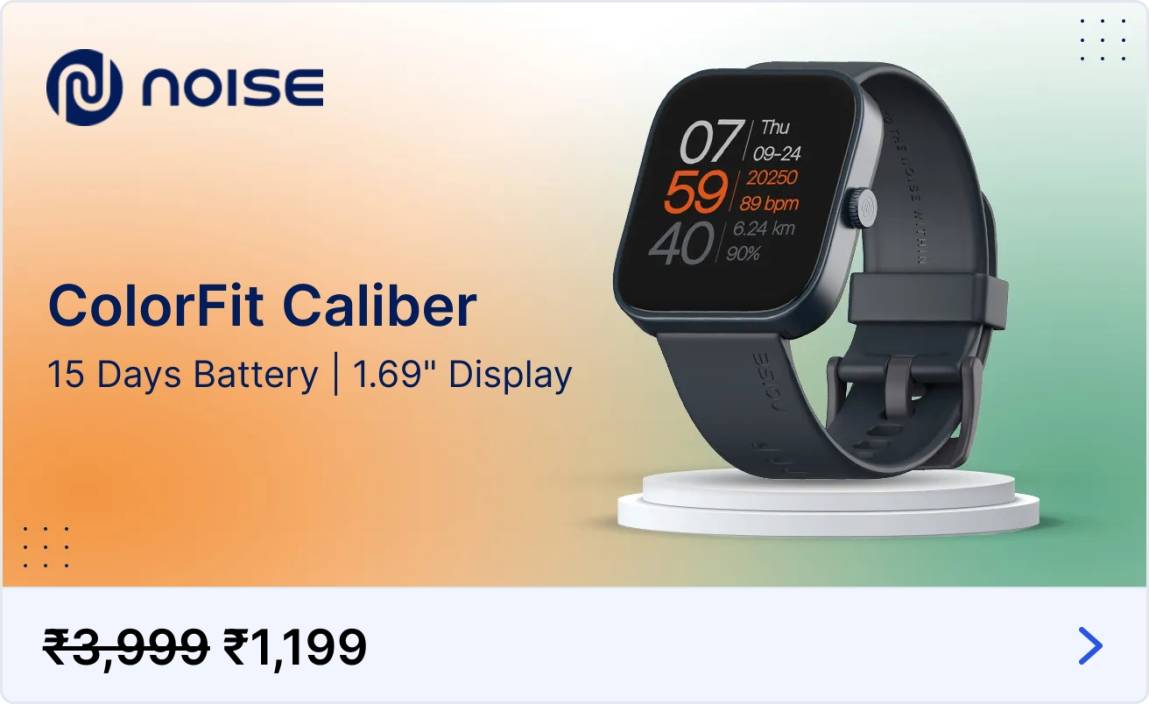 NOISE
07
Thu
09-24
59
20250
89 bpm
40
6.24 km
90%
ColorFit Caliber
15 Days Battery | 1.69" Display
NOISE
₹3,999 ₹1,199